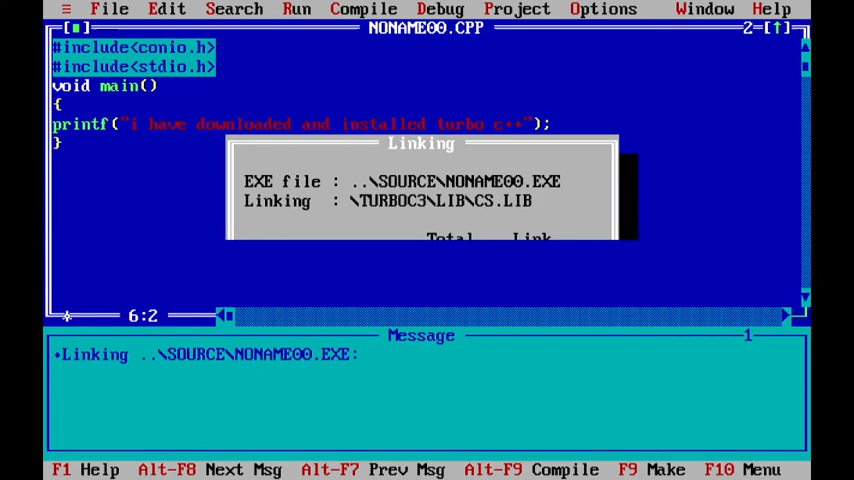 ≡ File Edit Search Run Compile Debug Project Options Window Help
[■] NONAME00.CPP 2=[↑]
#include<conio.h>
#include<stdio.h>
void main()
{
printf("i have downloaded and installed turbo c++");
}
Linking
EXE file : ..\SOURCE\NONAME00.EXE
Linking : \TURBOC3\LIB\CS.LIB
Total Link
6:2
Message 1
•Linking ..\SOURCE\NONAME00.EXE:
F1 Help Alt-F8 Next Msg Alt-F7 Prev Msg Alt-F9 Compile F9 Make F10 Menu